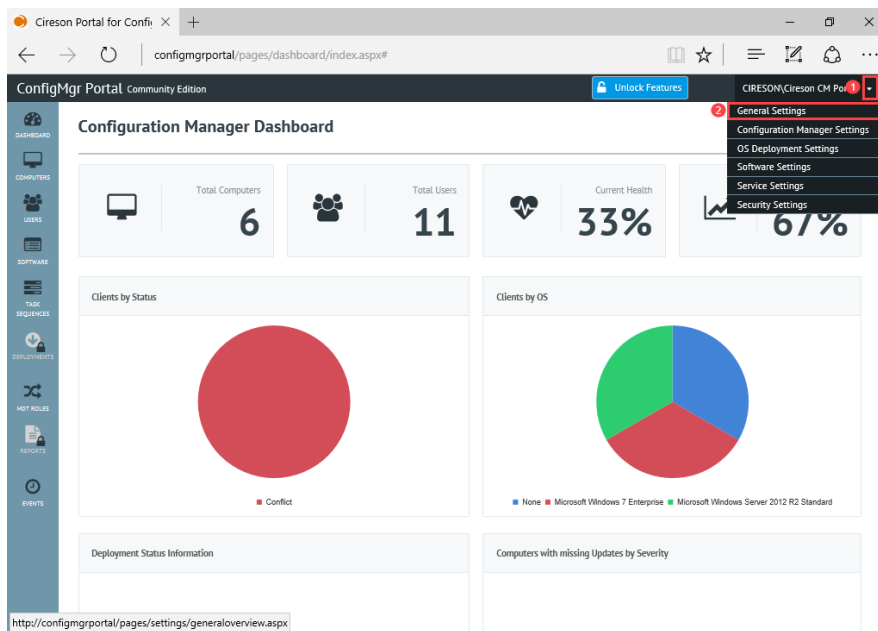 Cireson Portal for Confi
configmgrportal/pages/dashboard/index.aspx#
ConfigMgr Portal Community Edition
Unlock Features
CIRESON\Cireson CM Po
1
2
General Settings
Configuration Manager Settings
OS Deployment Settings
Software Settings
Service Settings
Security Settings
DASHBOARD
COMPUTERS
USERS
SOFTWARE
TASK
SEQUENCES
DEPLOYMENTS
MDT ROLES
REPORTS
EVENTS
Configuration Manager Dashboard
Total Computers
6
Total Users
11
Current Health
33%
67%
Clients by Status
Conflict
Clients by OS
None Microsoft Windows 7 Enterprise Microsoft Windows Server 2012 R2 Standard
Deployment Status Information
Computers with missing Updates by Severity
http://configmgrportal/pages/settings/generaloverview.aspx